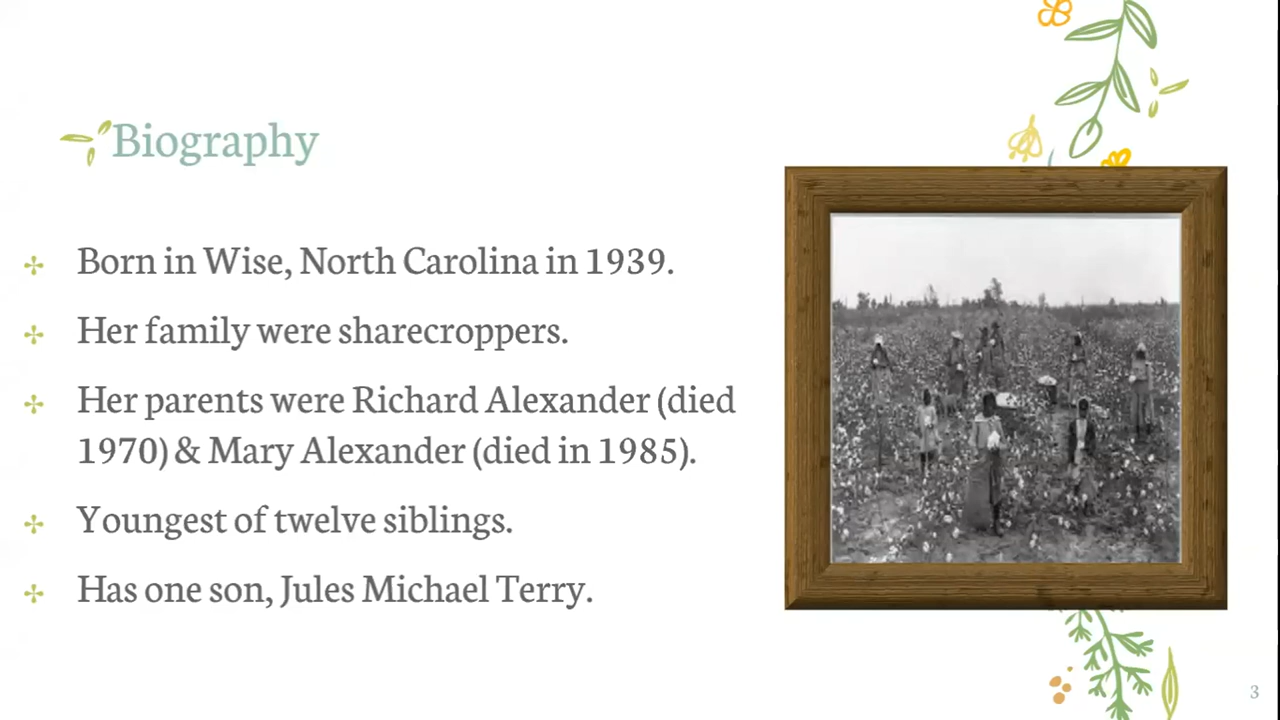 Biography
Born in Wise, North Carolina in 1939.
Her family were sharecroppers.
Her parents were Richard Alexander (died
1970) & Mary Alexander (died in 1985).
Youngest of twelve siblings.
Has one son, Jules Michael Terry.
3